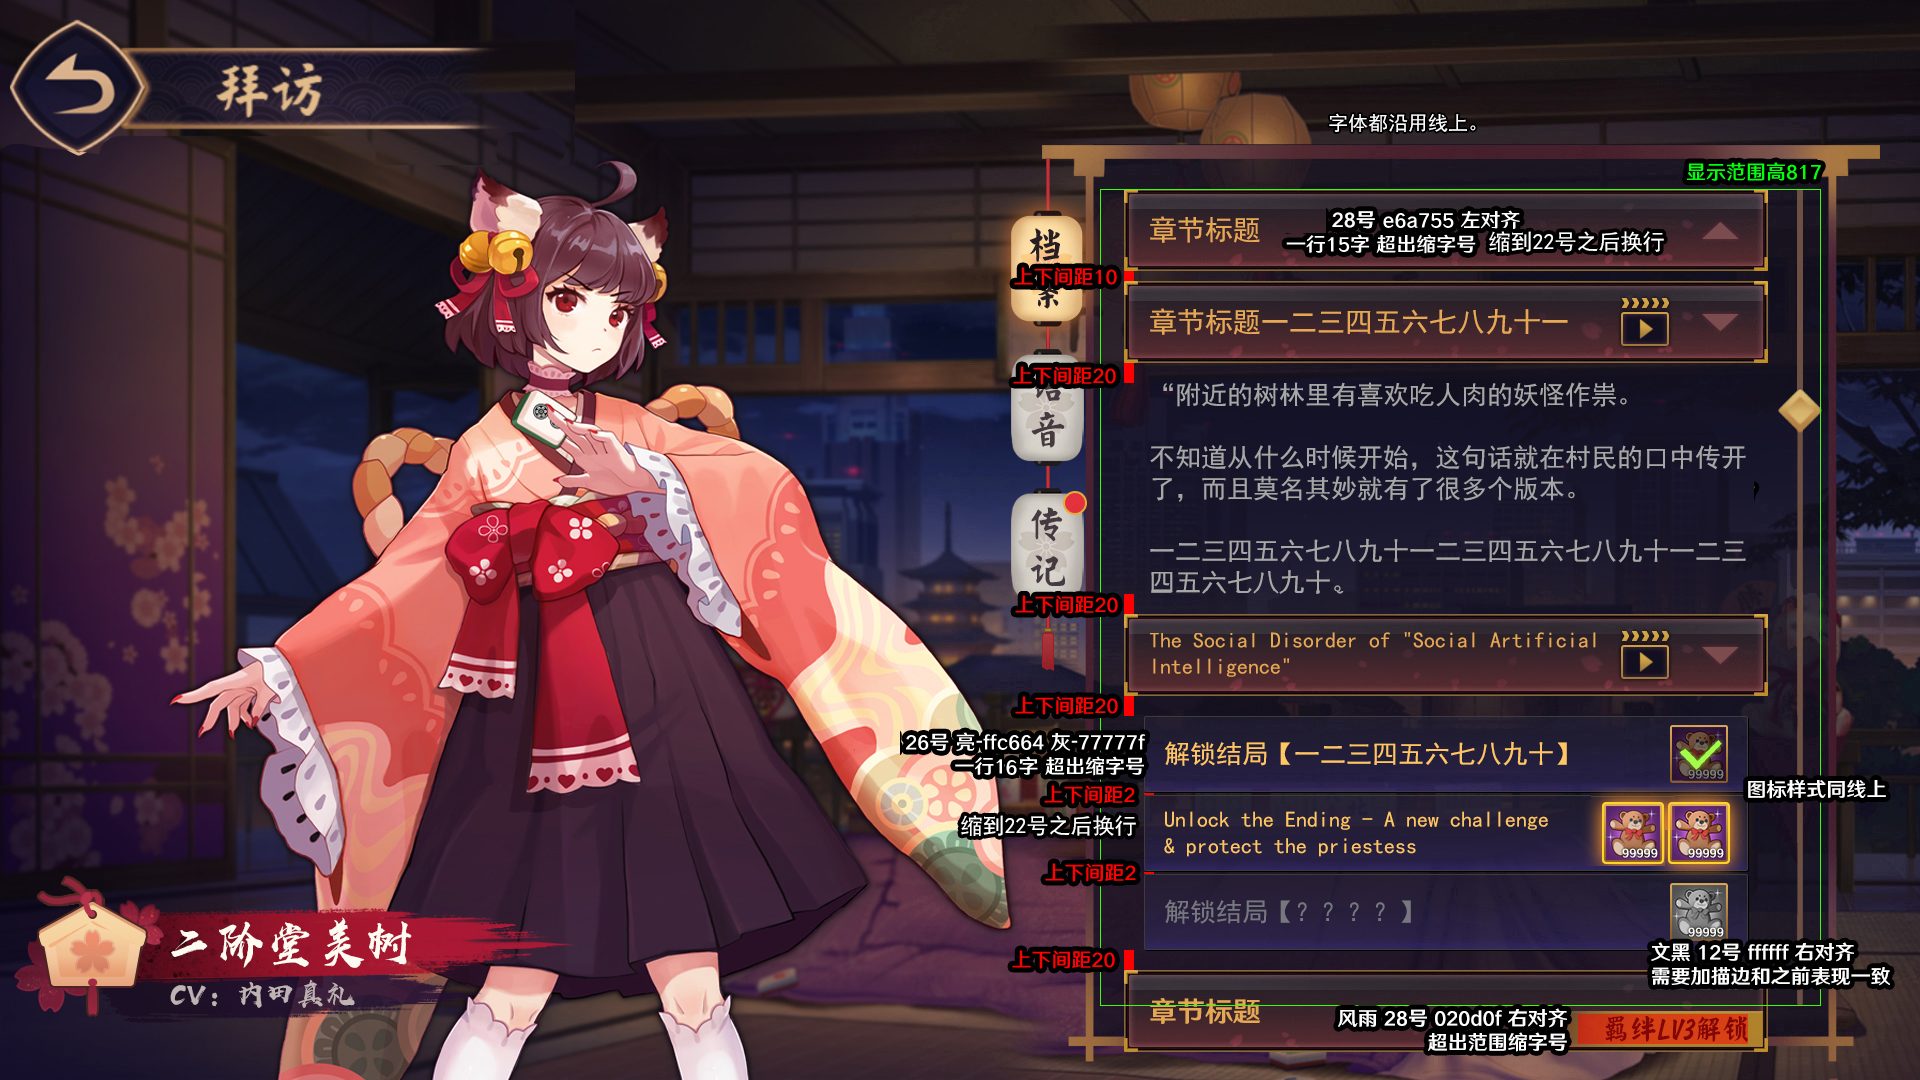 拜访
字体都沿用线上。
显示范围高817
档案
语音
传记
章节标题
28号 e6a755 左对齐
一行15字 超出缩字号 缩到22号之后换行
上下间距10
章节标题一二三四五六七八九十一
上下间距20
“附近的树林里有喜欢吃人肉的妖怪作祟。
不知道从什么时候开始，这句话就在村民的口中传开
了，而且莫名其妙就有了很多个版本。
一二三四五六七八九十一二三四五六七八九十一二三
四五六七八九十。
上下间距20
The Social Disorder of "Social Artificial
Intelligence"
上下间距20
26号 亮-ffc664 灰-77777f
一行16字 超出缩字号
解锁结局【一二三四五六七八九十】
99999
图标样式同线上
上下间距2
缩到22号之后换行
Unlock the Ending – A new challenge
& protect the priestess
99999
99999
上下间距2
解锁结局【？？？？】
99999
文黑 12号 ffffff 右对齐
需要加描边和之前表现一致
上下间距20
章节标题
风雨 28号 020d0f 右对齐
超出范围缩字号
羁绊LV3解锁
二阶堂美树
CV：内田真礼